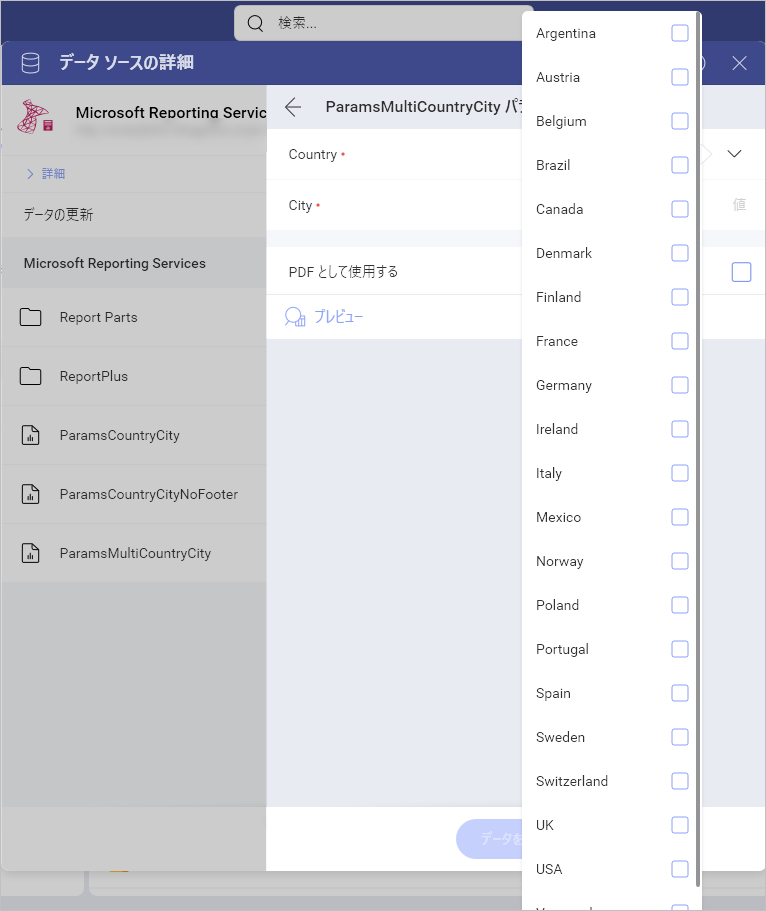 検索...
データ ソースの詳細
Microsoft Reporting Servic
詳細
データの更新
Microsoft Reporting Services
Report Parts
ReportPlus
ParamsCountryCity
ParamsCountryCityNoFooter
ParamsMultiCountryCity
ParamsMultiCountryCity パラ
Country *
City *
値
PDF として使用する
プレビュー
データを
Argentina
Austria
Belgium
Brazil
Canada
Denmark
Finland
France
Germany
Ireland
Italy
Mexico
Norway
Poland
Portugal
Spain
Sweden
Switzerland
UK
USA